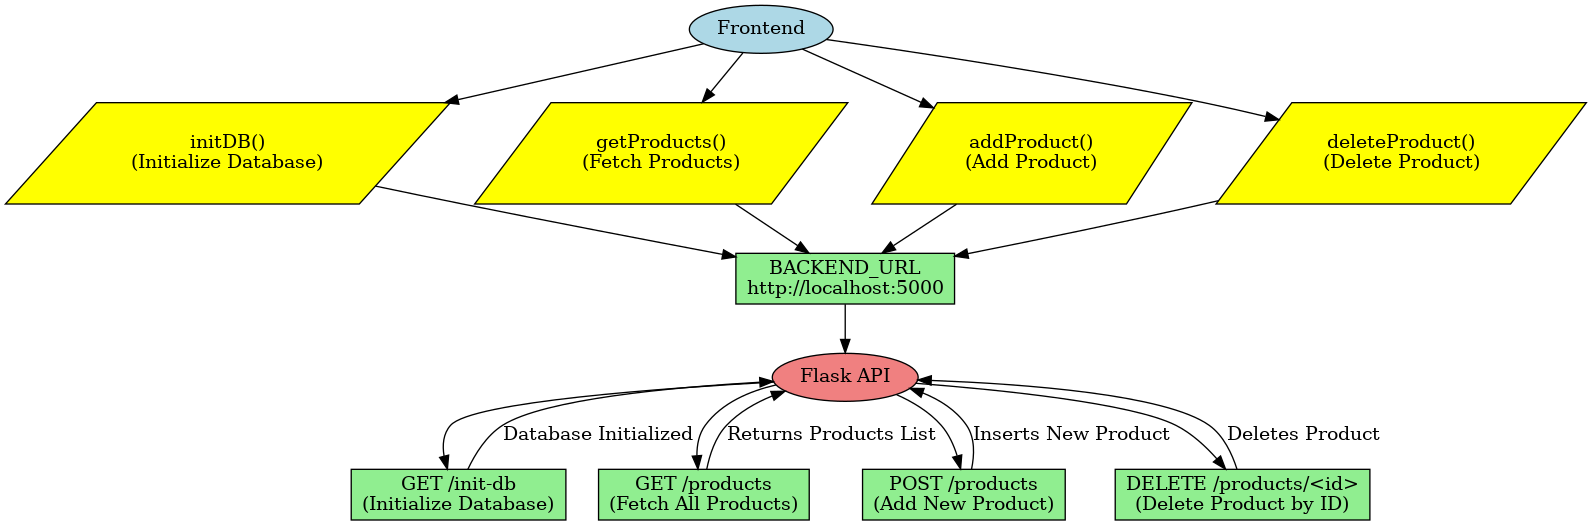 Frontend
initDB()
(Initialize Database)
getProducts()
(Fetch Products)
addProduct()
(Add Product)
deleteProduct()
(Delete Product)
BACKEND_URL
http://localhost:5000
Flask API
Database Initialized
Returns Products List
Inserts New Product
Deletes Product
GET /init-db
(Initialize Database)
GET /products
(Fetch All Products)
POST /products
(Add New Product)
DELETE /products/<id>
(Delete Product by ID)